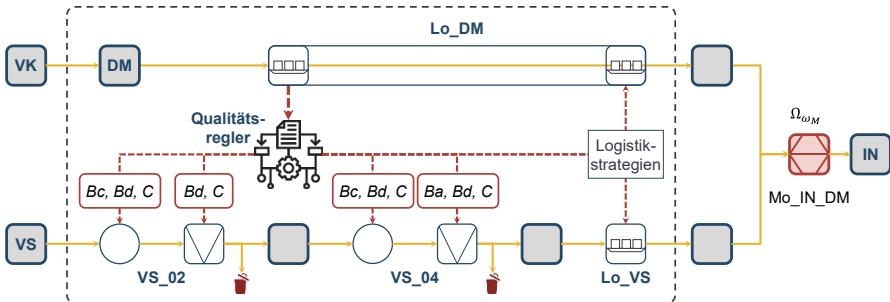 Lo_DM
VK
DM
Qualitäts-
regler
Logistik-
strategien
Ω_{ω_M}
IN
Mo_IN_DM
Bc, Bd, C
Bd, C
Bc, Bd, C
Ba, Bd, C
VS
VS_02
VS_04
Lo_VS